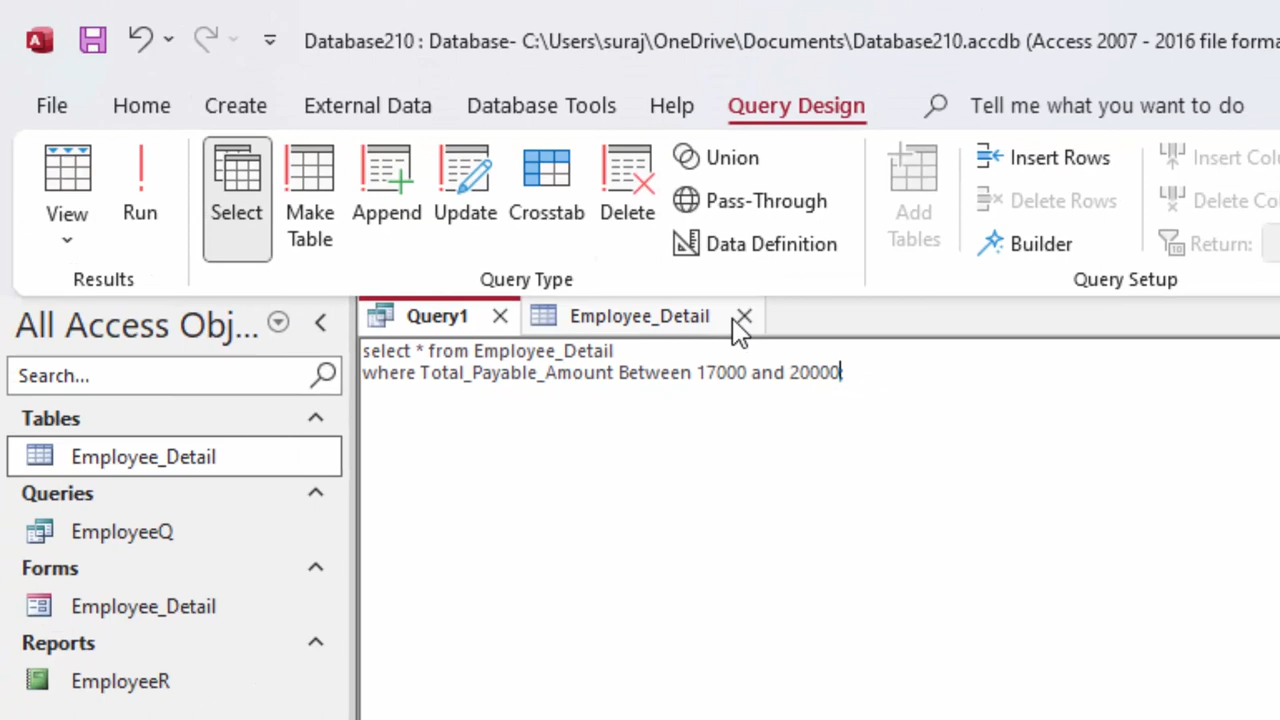 Database210 : Database- C:\Users\suraj\OneDrive\Documents\Database210.accdb (Access 2007 - 2016 file forma
File Home Create External Data Database Tools Help Query Design Tell me what you want to do
View
Run
Results
Select
Make
Table
Append
Update
Crosstab
Delete
Union
Pass-Through
Data Definition
Query Type
Add
Tables
Insert Rows
Delete Rows
Builder
Insert Colu
Delete Co
Return:
Query Setup
All Access Obj...
Search...
Tables
Employee_Detail
Queries
EmployeeQ
Forms
Employee_Detail
Reports
EmployeeR
Query1
Employee_Detail
select * from Employee_Detail
where Total_Payable_Amount Between 17000 and 20000;